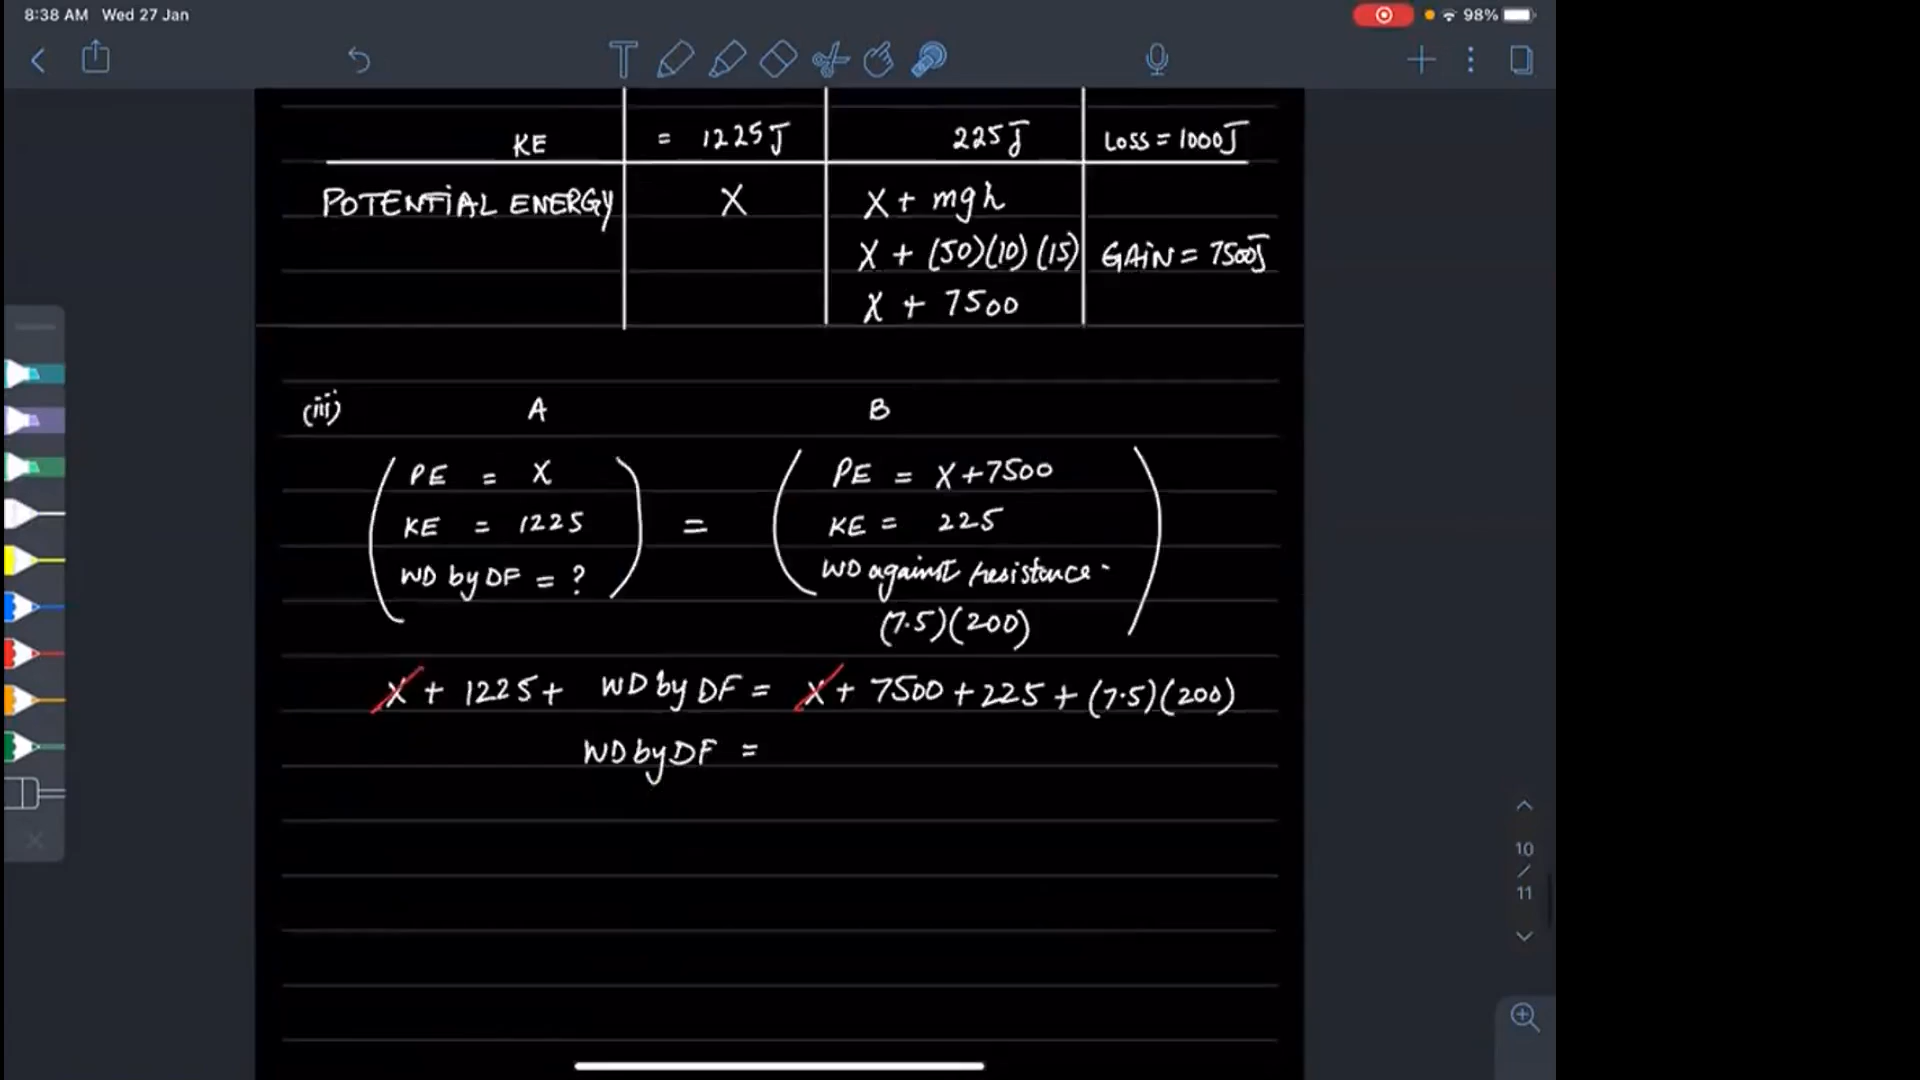 8:38 AM Wed 27 Jan
98%
KE = 1225J 225J Loss = 1000J
POTENTIAL ENERGY X X + mgh
X + (50)(10)(15) GAIN = 7500J
X + 7500
(iii) A B
PE = X PE = X+7500
KE = 1225 = KE = 225
WD by DF = ? WD against resistence -
(7.5)(200)
X + 1225 + WD by DF = X + 7500 + 225 + (7.5)(200)
WD by DF =
10
/
11